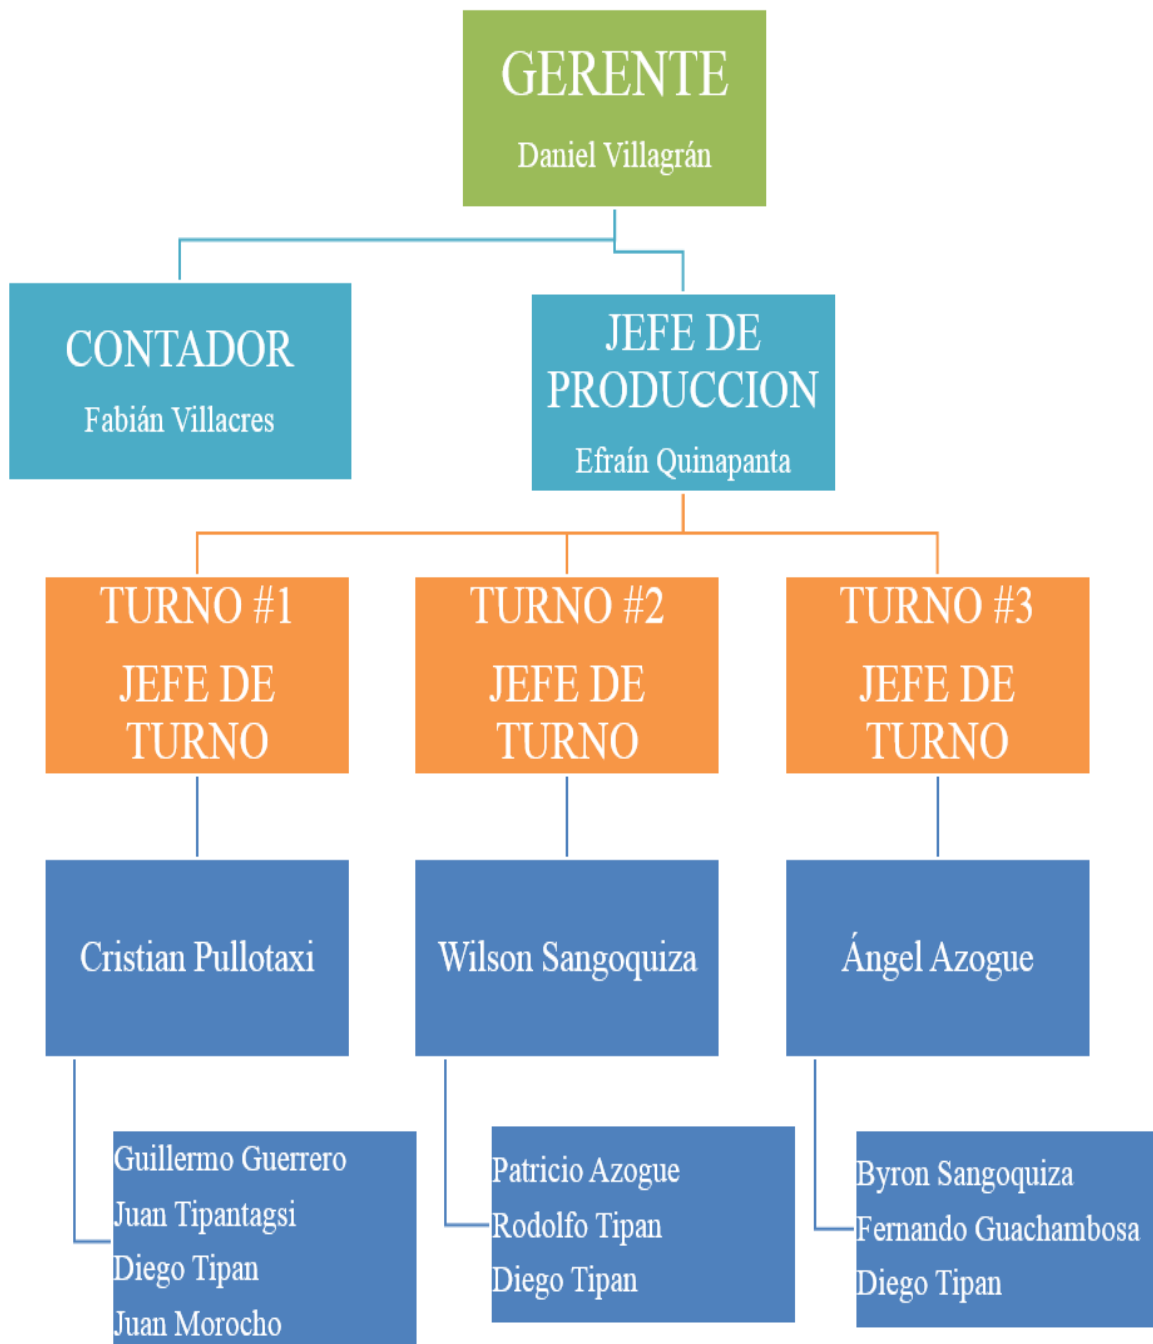 GERENTE
Daniel Villagrán
CONTADOR
Fabián Villacres
JEFE DE
PRODUCCION
Efraín Quinapanta
TURNO #1
JEFE DE
TURNO
TURNO #2
JEFE DE
TURNO
TURNO #3
JEFE DE
TURNO
Cristian Pullotaxi
Wilson Sangoquiza
Ángel Azogue
Guillermo Guerrero
Juan Tipantagsi
Diego Tipan
Juan Morocho
Patricio Azogue
Rodolfo Tipan
Diego Tipan
Byron Sangoquiza
Fernando Guachambosa
Diego Tipan